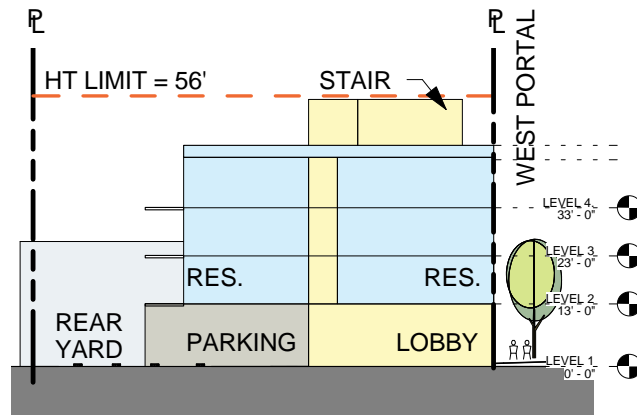 PL PL
HT LIMIT = 56' STAIR
WEST PORTAL
LEVEL 4
33' - 0"
LEVEL 3
23' - 0"
RES. RES.
LEVEL 2
13' - 0"
REAR
YARD
PARKING LOBBY
LEVEL 1
0' - 0"